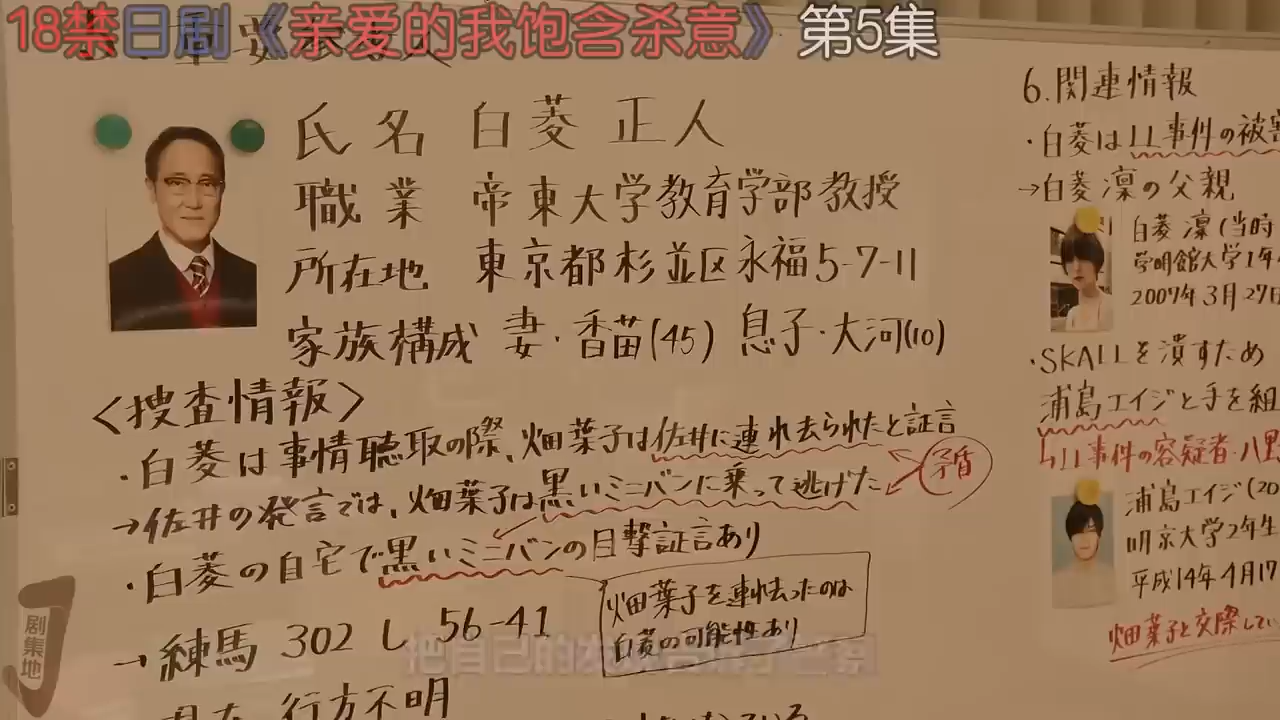 18禁日剧《亲爱的我饱含杀意》 第5集
氏名 白菱 正人
職業 帝東大学教育学部教授
所在地 東京都杉並区永福5-7-11
家族構成 妻・香苗(45) 息子・大河(10)
<捜査情報>
・白菱は事情聴取の際、畑葉子は佐井に連れ去られたと証言
→佐井の発言では、畑葉子は黒いミニバンに乗って逃げた
矛盾
・白菱の自宅で黒いミニバンの目撃証言あり
→練馬 302 し 56-41
畑葉子を連れ去ったのは
白菱の可能性あり
行方不明
6.関連情報
・白菱はLL事件の被害
→白菱凛の父親
白菱 凛(当時
学明館大学1年
2007年3月27日
・SKALLを潰すため
浦島エイジと手を組
↳LL事件の容疑者・八野
浦島エイジ(20
明京大学2年生
平成14年4月17
畑葉子と交際してい
剧集地